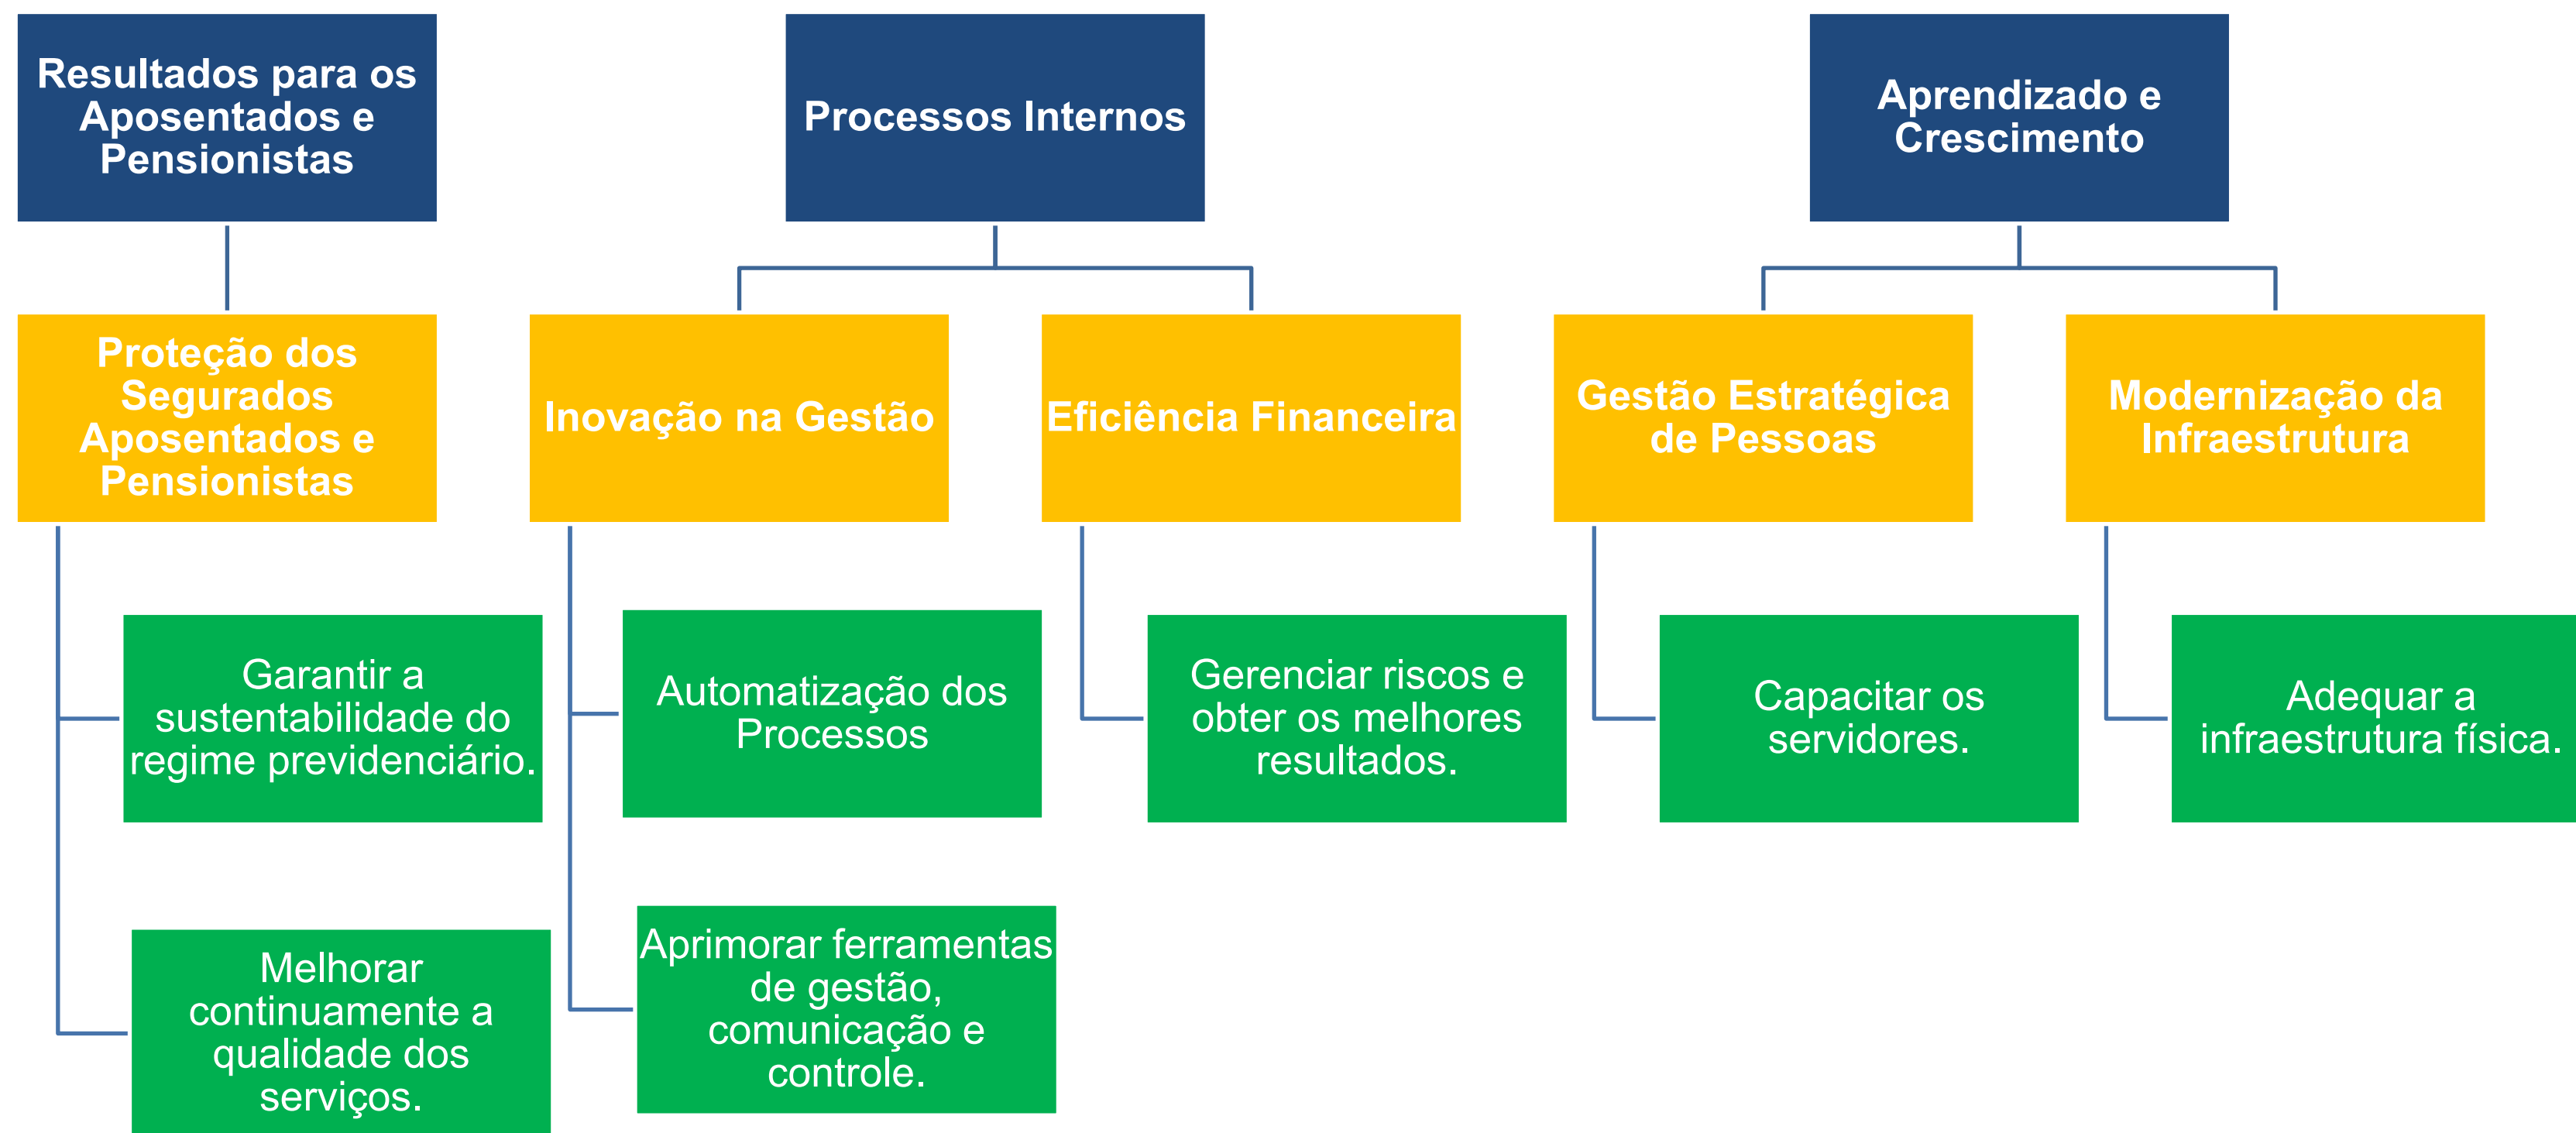 Resultados para os
Aposentados e
Pensionistas
Processos Internos
Aprendizado e
Crescimento
Proteção dos
Segurados
Aposentados e
Pensionistas
Inovação na Gestão
Eficiência Financeira
Gestão Estratégica
de Pessoas
Modernização da
Infraestrutura
Garantir a
sustentabilidade do
regime previdenciário.
Automatização dos
Processos
Gerenciar riscos e
obter os melhores
resultados.
Capacitar os
servidores.
Adequar a
infraestrutura física.
Melhorar
continuamente a
qualidade dos
serviços.
Aprimorar ferramentas
de gestão,
comunicação e
controle.